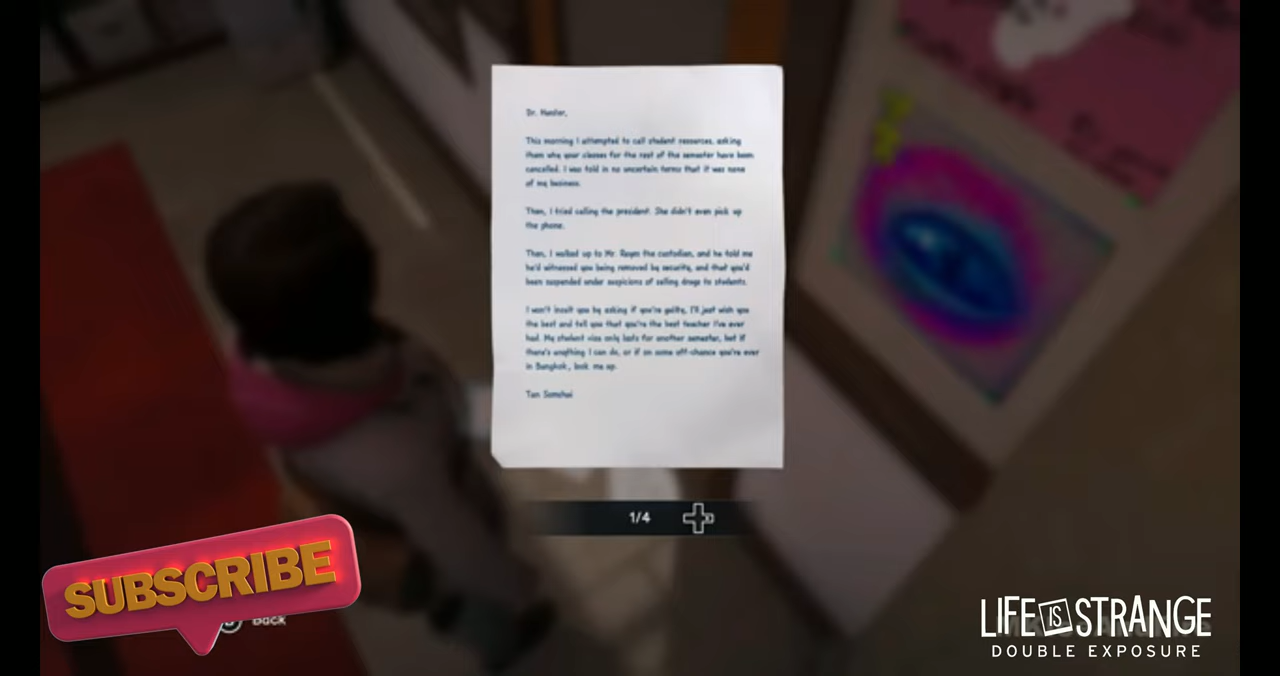 Dr. Hunter,
This morning I attempted to call student resources, asking
them why your classes for the rest of the semester have been
cancelled. I was told in no uncertain terms that it was none
of my business.
Then, I tried calling the president. She didn't even pick up
the phone.
Then, I walked up to Mr. the custodian, and he told me
he'd witnessed you being removed by security, and that you'd
been suspended under suspicions of selling drugs to students.
I won't insult you by asking if you're guilty, I'll just wish you
the best and tell you that you're the best teacher I've ever
had. My student visa only lasts for another semester, but if
there's anything I can do, or if on some off-chance you're ever
in Bangkok, look me up.
Tan
1/4
SUBSCRIBE
Back
LIFE IS STRANGE
DOUBLE EXPOSURE